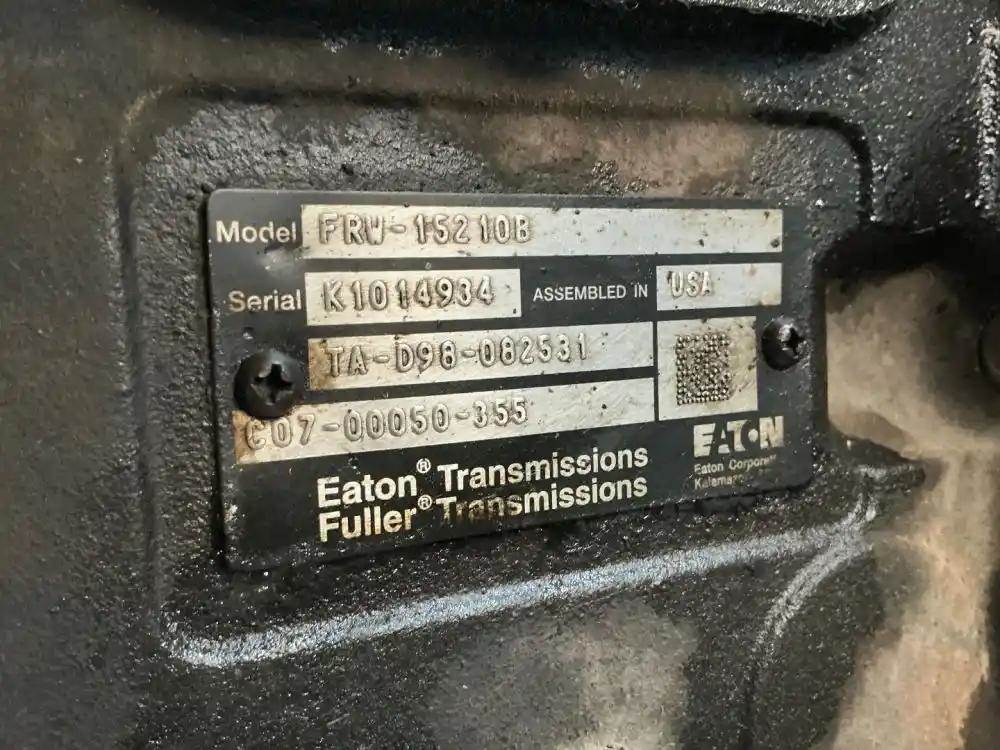 Model FRW-15210B
Serial K1014934 ASSEMBLED IN USA
TA-D98-082531
C07-00050-355
Eaton® Transmissions
Fuller® Transmissions
EATON
Eaton